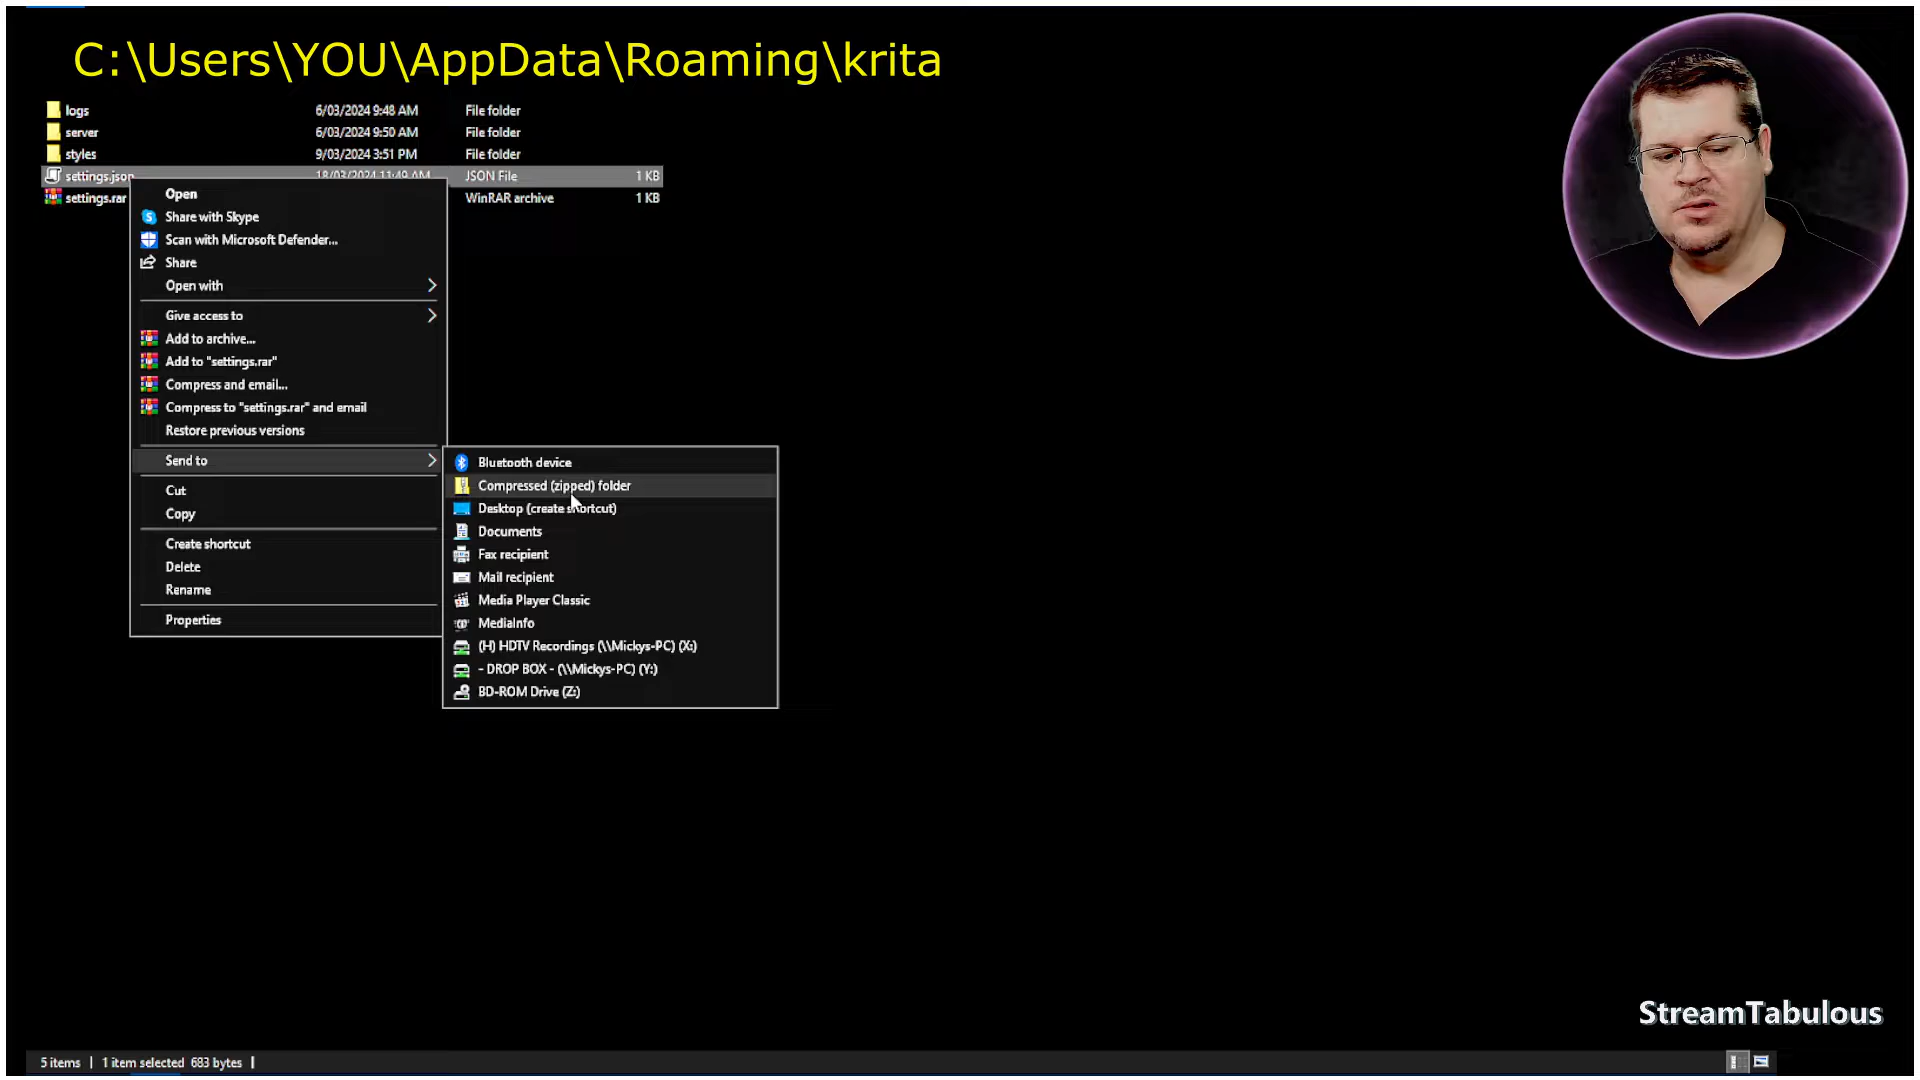 C:\Users\YOU\AppData\Roaming\krita
logs 6/03/2024 9:48 AM File folder
server 6/03/2024 9:50 AM File folder
styles 9/03/2024 3:51 PM File folder
settings.json 18/03/2024 11:49 AM JSON File 1 KB
settings.rar WinRAR archive 1 KB
Open
Share with Skype
Scan with Microsoft Defender...
Share
Open with
Give access to
Add to archive...
Add to "settings.rar"
Compress and email...
Compress to "settings.rar" and email
Restore previous versions
Send to
Cut
Copy
Create shortcut
Delete
Rename
Properties
Bluetooth device
Compressed (zipped) folder
Desktop (create shortcut)
Documents
Fax recipient
Mail recipient
Media Player Classic
MediaInfo
(H) HDTV Recordings (\\Mickys-PC) (X:)
- DROP BOX - (\\Mickys-PC) (Y:)
BD-ROM Drive (Z:)
StreamTabulous
5 items | 1 item selected 683 bytes |